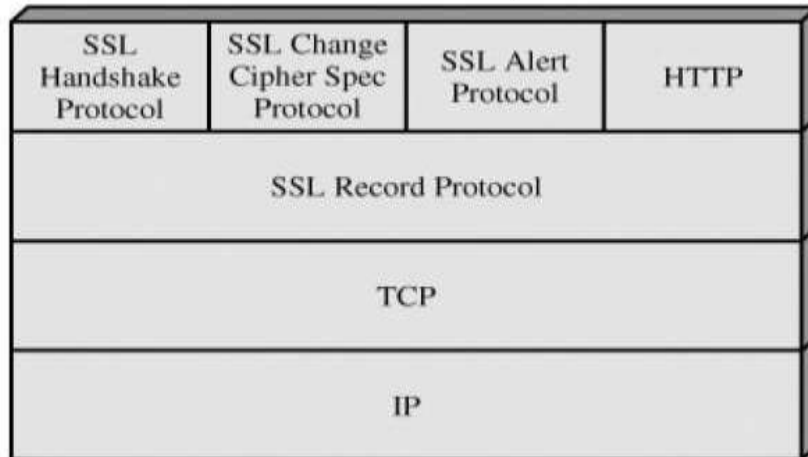 SSL
Handshake
Protocol
SSL Change
Cipher Spec
Protocol
SSL Alert
Protocol
HTTP
SSL Record Protocol
TCP
IP